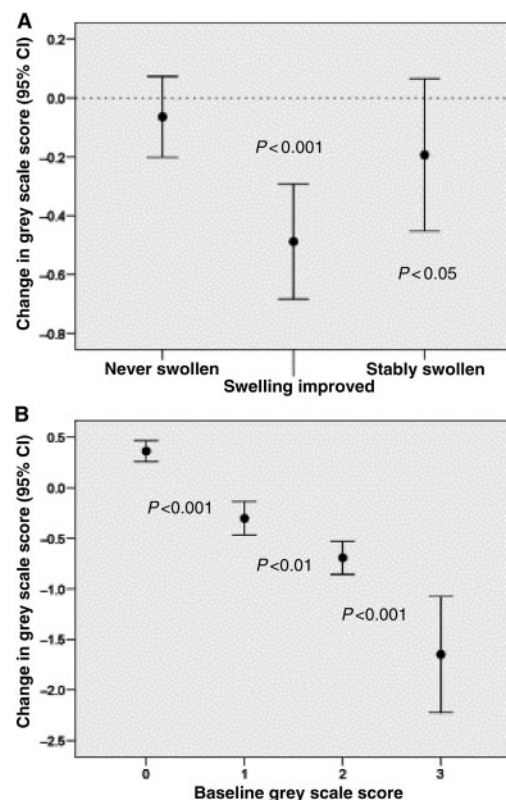 A
Change in grey scale score (95% CI)
0.2
0.0
−0.2
−0.4
−0.6
−0.8
P<0.001
P<0.05
Never swollen
Swelling improved
Stably swollen
B
Change in grey scale score (95% CI)
0.5
0.0
−0.5
−1.0
−1.5
−2.0
−2.5
P<0.001
P<0.01
P<0.001
0 1 2 3
Baseline grey scale score